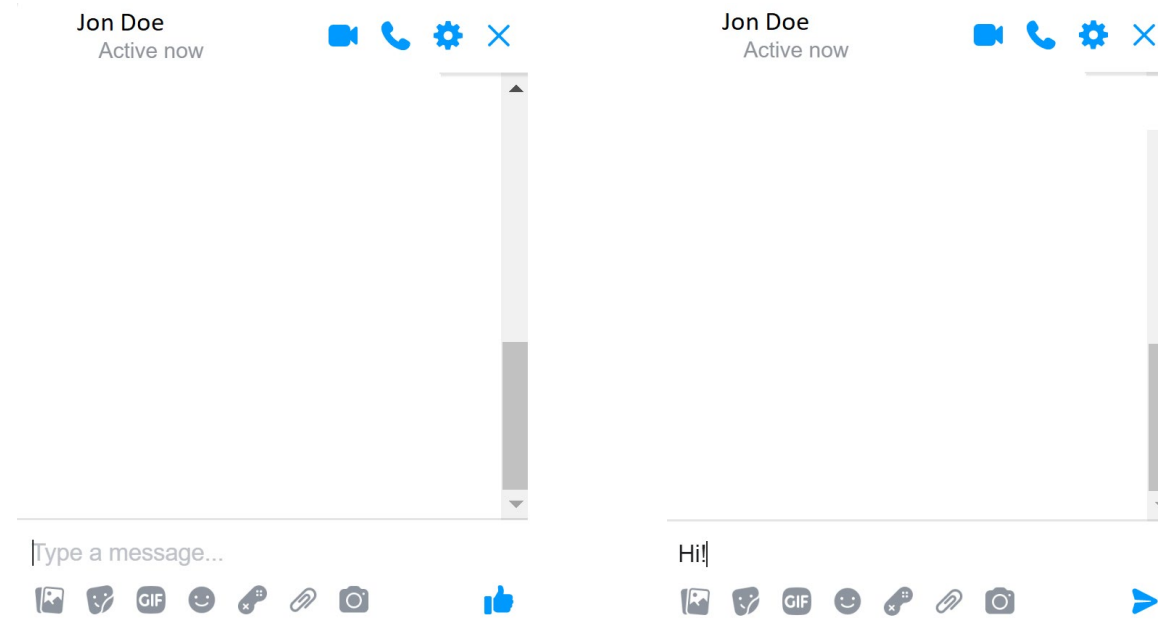 Jon Doe
Active now
Type a message...
GIF
Jon Doe
Active now
Hi!
GIF